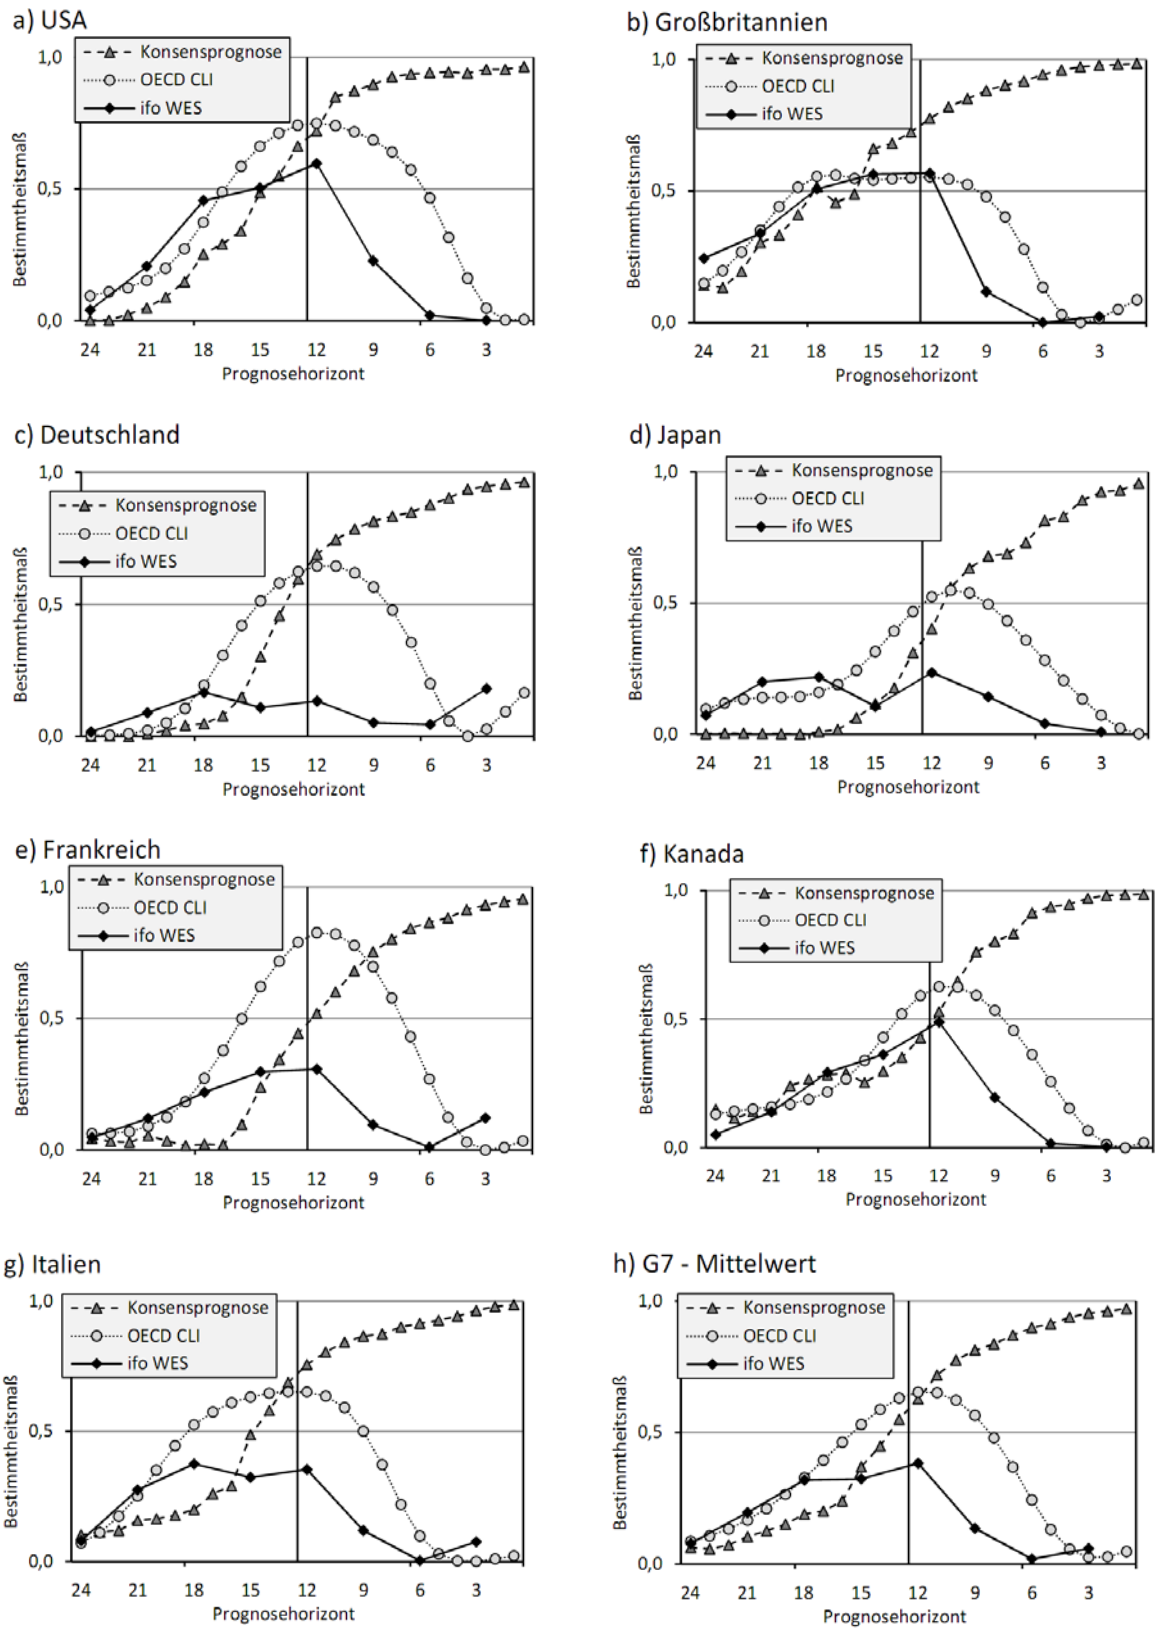 a) USA
1,0
Konsensprognose
OECD CLI
ifo WES
0,5
0,0
Bestimmtheitsmaß
24 21 18 15 12 9 6 3
Prognosehorizont
b) Großbritannien
1,0
Konsensprognose
OECD CLI
ifo WES
0,5
0,0
Bestimmtheitsmaß
24 21 18 15 12 9 6 3
Prognosehorizont
c) Deutschland
1,0
Konsensprognose
OECD CLI
ifo WES
0,5
0,0
Bestimmtheitsmaß
24 21 18 15 12 9 6 3
Prognosehorizont
d) Japan
1,0
Konsensprognose
OECD CLI
ifo WES
0,5
0,0
Bestimmtheitsmaß
24 21 18 15 12 9 6 3
Prognosehorizont
e) Frankreich
1,0
Konsensprognose
OECD CLI
ifo WES
0,5
0,0
Bestimmtheitsmaß
24 21 18 15 12 9 6 3
Prognosehorizont
f) Kanada
1,0
Konsensprognose
OECD CLI
ifo WES
0,5
0,0
Bestimmtheitsmaß
24 21 18 15 12 9 6 3
Prognosehorizont
g) Italien
1,0
Konsensprognose
OECD CLI
ifo WES
0,5
0,0
Bestimmtheitsmaß
24 21 18 15 12 9 6 3
Prognosehorizont
h) G7 - Mittelwert
1,0
Konsensprognose
OECD CLI
ifo WES
0,5
0,0
Bestimmtheitsmaß
24 21 18 15 12 9 6 3
Prognosehorizont